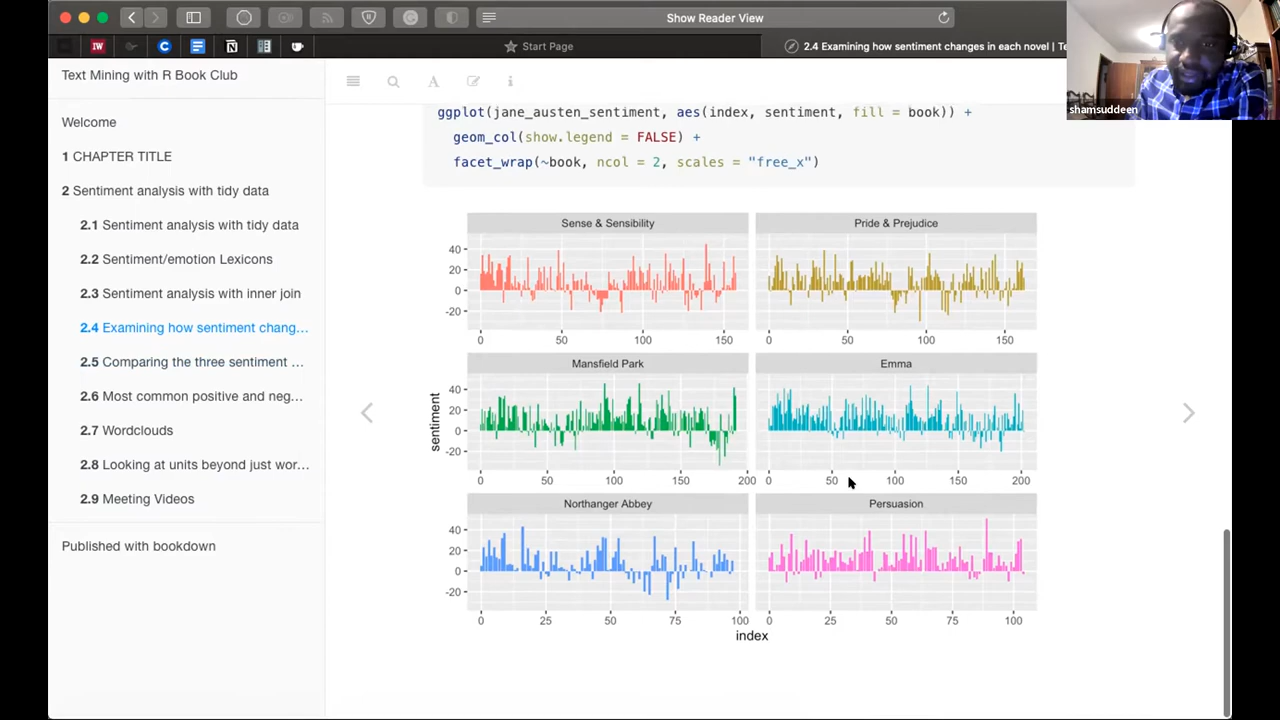 Show Reader View
Start Page
2.4 Examining how sentiment changes in each novel | Te
shamsuddeen
Text Mining with R Book Club
Welcome
1 CHAPTER TITLE
2 Sentiment analysis with tidy data
2.1 Sentiment analysis with tidy data
2.2 Sentiment/emotion Lexicons
2.3 Sentiment analysis with inner join
2.4 Examining how sentiment chang...
2.5 Comparing the three sentiment ...
2.6 Most common positive and neg...
2.7 Wordclouds
2.8 Looking at units beyond just wor...
2.9 Meeting Videos
Published with bookdown
ggplot(jane_austen_sentiment, aes(index, sentiment, fill = book)) +
geom_col(show.legend = FALSE) +
facet_wrap(~book, ncol = 2, scales = "free_x")
Sense & Sensibility
Pride & Prejudice
40
20
0
-20
0 50 100 150
0 50 100 150
Mansfield Park
Emma
40
20
0
-20
0 50 100 150 200
0 50 100 150 200
Northanger Abbey
Persuasion
40
20
0
-20
0 25 50 75 100
0 25 50 75 100
sentiment
index